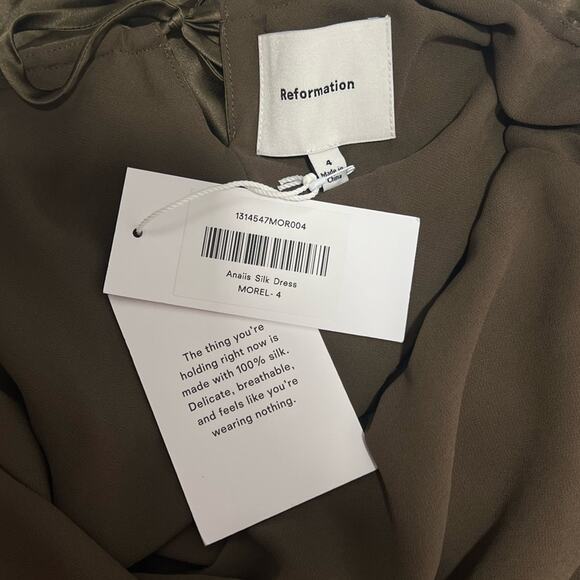 Reformation
4
Made in
China
1314547MOR004
Anaiis Silk Dress
MOREL- 4
The thing you're
holding right now is
made with 100% silk.
Delicate, breathable,
and feels like you're
wearing nothing.